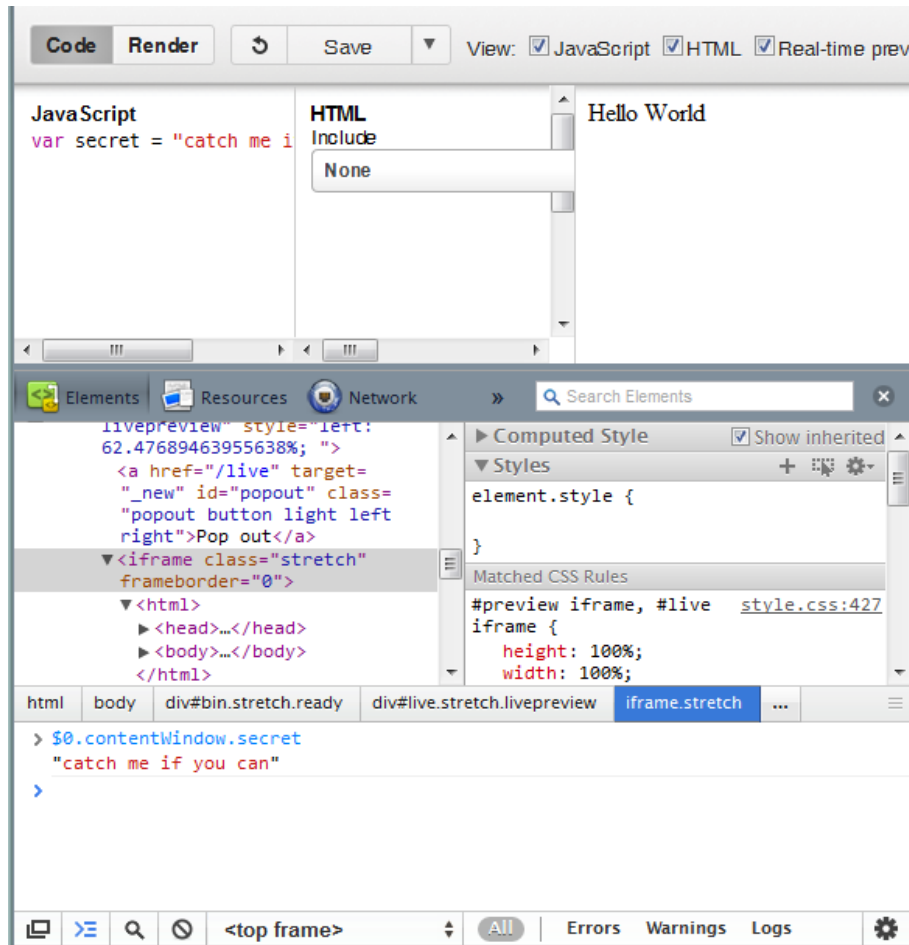 Code Render Save View: JavaScript HTML Real-time prev
JavaScript
var secret = "catch me i
HTML
Include
None
Hello World
Elements Resources Network » Search Elements
livepreview" style="left:
62.476894639556​38%; ">
<a href="/live" target=
"_new" id="popout" class=
"popout button light left
right">Pop out</a>
▼<iframe class="stretch"
frameborder="0">
▼<html>
▶<head>…</head>
▶<body>…</body>
</html>
▶Computed Style Show inherited
▼Styles
element.style {
}
Matched CSS Rules
#preview iframe, #live style.css:427
iframe {
height: 100%;
width: 100%;
html body div#bin.stretch.ready div#live.stretch.livepreview iframe.stretch ...
> $0.contentWindow.secret
"catch me if you can"
>
<top frame> All Errors Warnings Logs